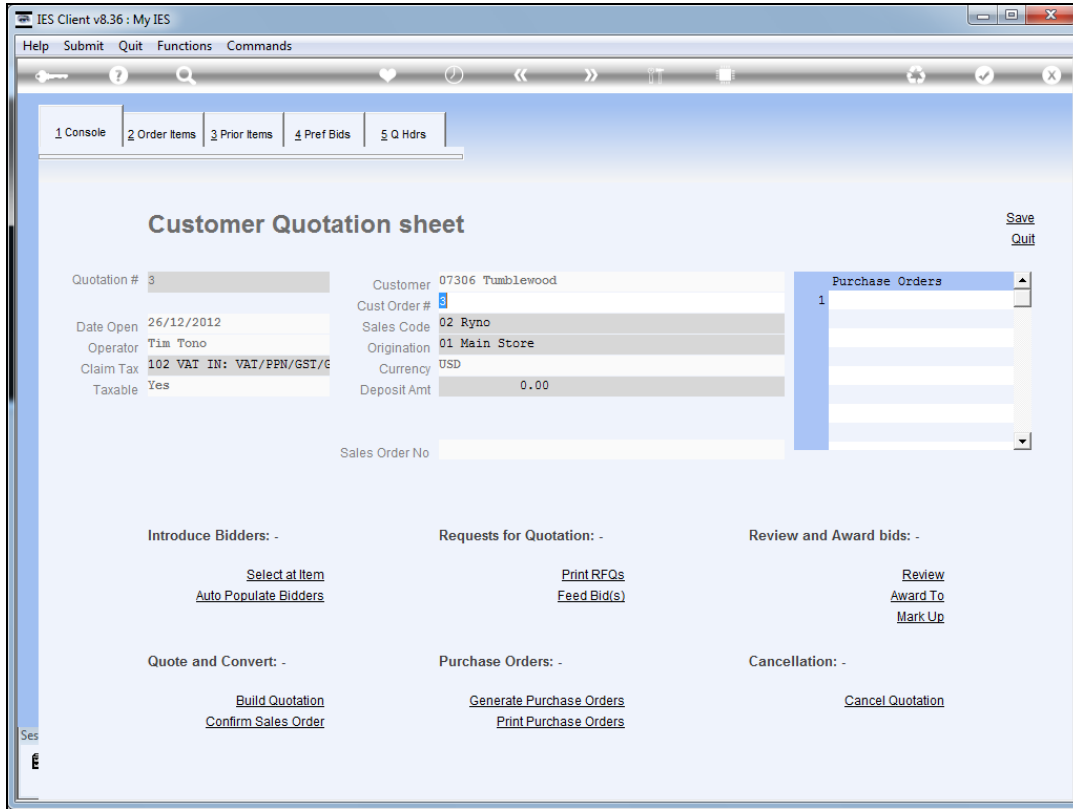 IES Client v8.36 : My IES
Help Submit Quit Functions Commands
1 Console 2 Order Items 3 Prior Items 4 Pref Bids 5 Q Hdrs
Customer Quotation sheet
Save
Quit
Quotation # 3
Customer 07306 Tumblewood
Purchase Orders
Cust Order # 3
1
Date Open 26/12/2012
Sales Code 02 Ryno
Operator Tim Tono
Origination 01 Main Store
Claim Tax 102 VAT IN: VAT/PPN/GST/G
Currency USD
Taxable Yes
Deposit Amt 0.00
Sales Order No
Introduce Bidders: - Requests for Quotation: - Review and Award bids: -
Select at Item Print RFQs Review
Auto Populate Bidders Feed Bid(s) Award To
Mark Up
Quote and Convert: - Purchase Orders: - Cancellation: -
Build Quotation Generate Purchase Orders Cancel Quotation
Confirm Sales Order Print Purchase Orders
Ses